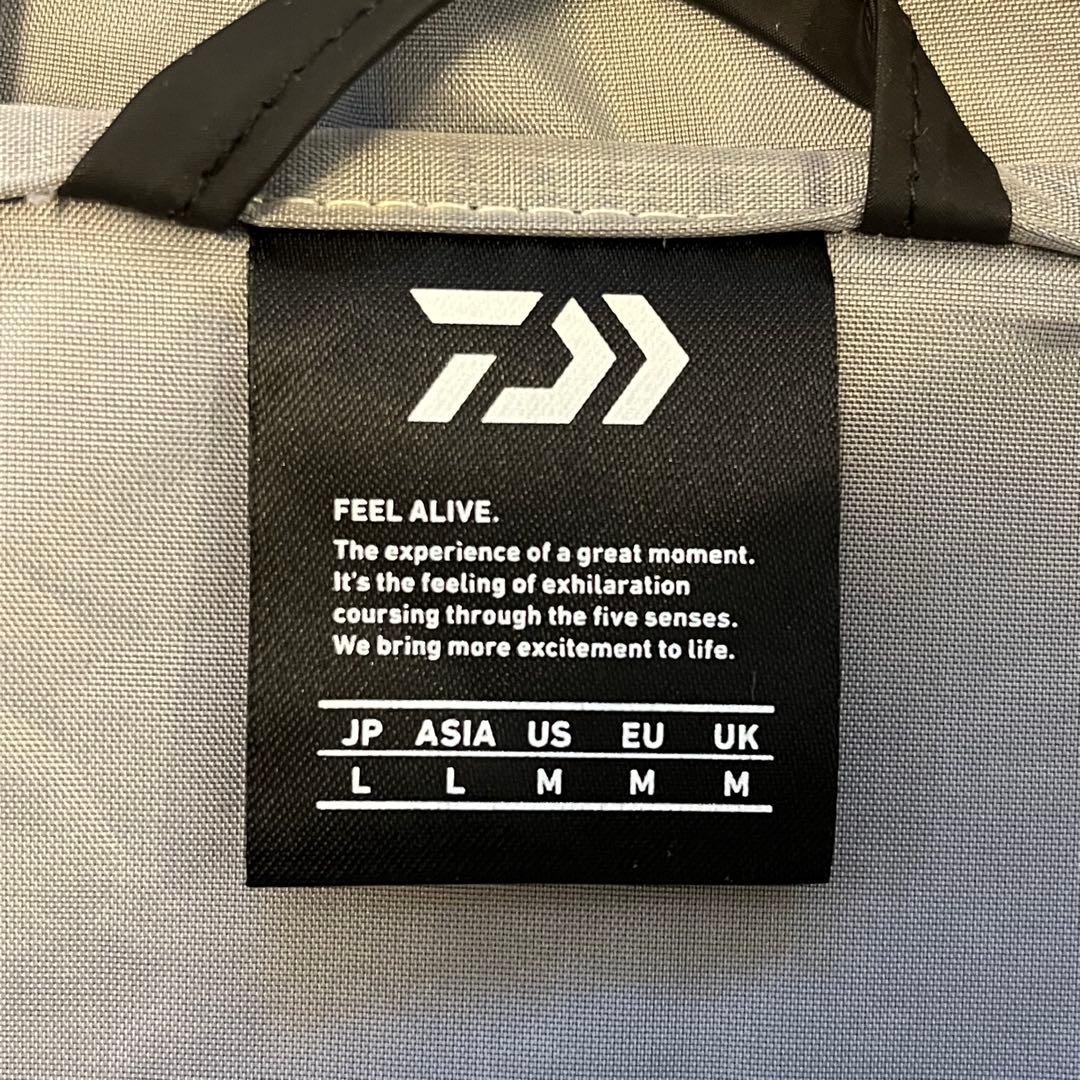 FEEL ALIVE.
The experience of a great moment.
It's the feeling of exhilaration
coursing through the five senses.
We bring more excitement to life.
JP ASIA US EU UK
L L M M M